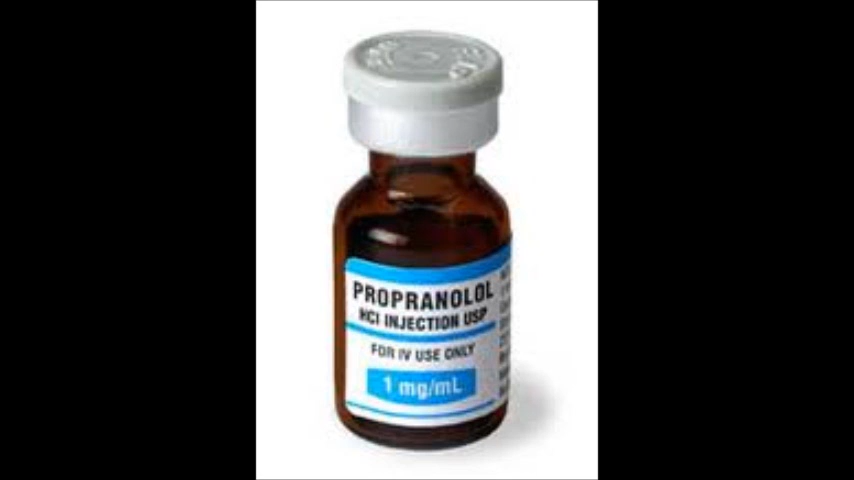 PROPRANOLOL
HCl INJECTION USP
FOR IV USE ONLY
1 mg/mL